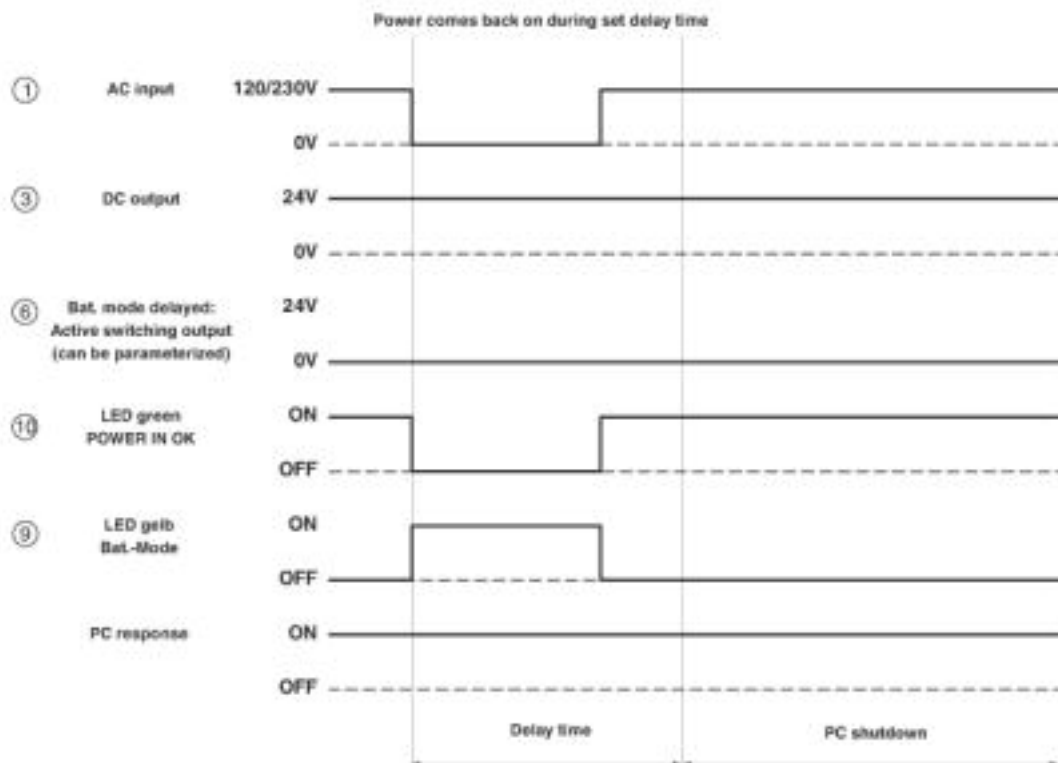 Power comes back on during set delay time
① AC input 120/230V
0V
③ DC output 24V
0V
⑥ Bat. mode delayed: 24V
Active switching output
(can be parameterized) 0V
⑩ LED green ON
POWER IN OK
OFF
⑨ LED gelb ON
Bat.-Mode
OFF
PC response ON
OFF
Delay time PC shutdown